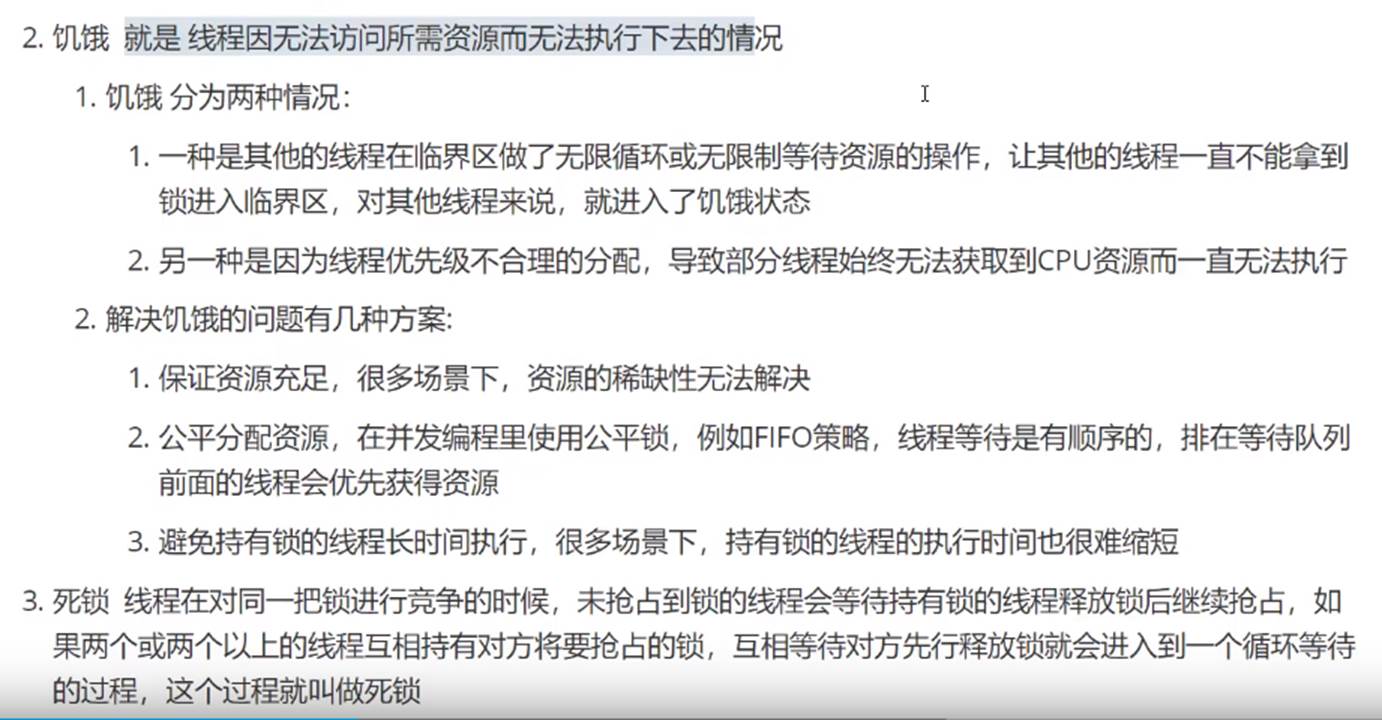 2. 饥饿 就是 线程因无法访问所需资源而无法执行下去的情况
1. 饥饿 分为两种情况：
1. 一种是其他的线程在临界区做了无限循环或无限制等待资源的操作，让其他的线程一直不能拿到
锁进入临界区，对其他线程来说，就进入了饥饿状态
2. 另一种是因为线程优先级不合理的分配，导致部分线程始终无法获取到CPU资源而一直无法执行
2. 解决饥饿的问题有几种方案:
1. 保证资源充足，很多场景下，资源的稀缺性无法解决
2. 公平分配资源，在并发编程里使用公平锁，例如FIFO策略，线程等待是有顺序的，排在等待队列
前面的线程会优先获得资源
3. 避免持有锁的线程长时间执行，很多场景下，持有锁的线程的执行时间也很难缩短
3. 死锁 线程在对同一把锁进行竞争的时候，未抢占到锁的线程会等待持有锁的线程释放锁后继续抢占，如
果两个或两个以上的线程互相持有对方将要抢占的锁，互相等待对方先行释放锁就会进入到一个循环等待
的过程，这个过程就叫做死锁